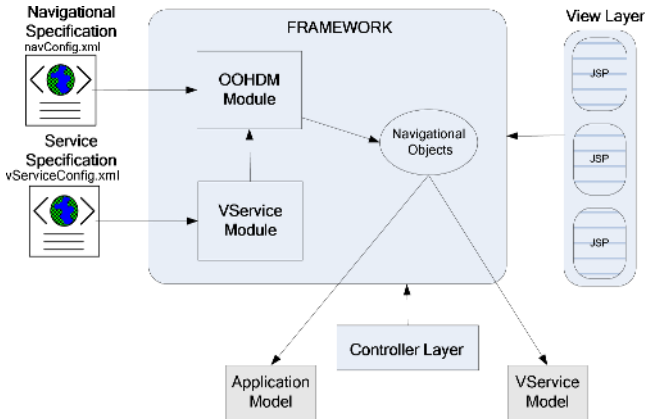 Navigational
Specification
navConfig.xml
FRAMEWORK
View Layer
OOHDM
Module
JSP
Navigational
Objects
JSP
Service
Specification
vServiceConfig.xml
VService
Module
JSP
Controller Layer
Application
Model
VService
Model